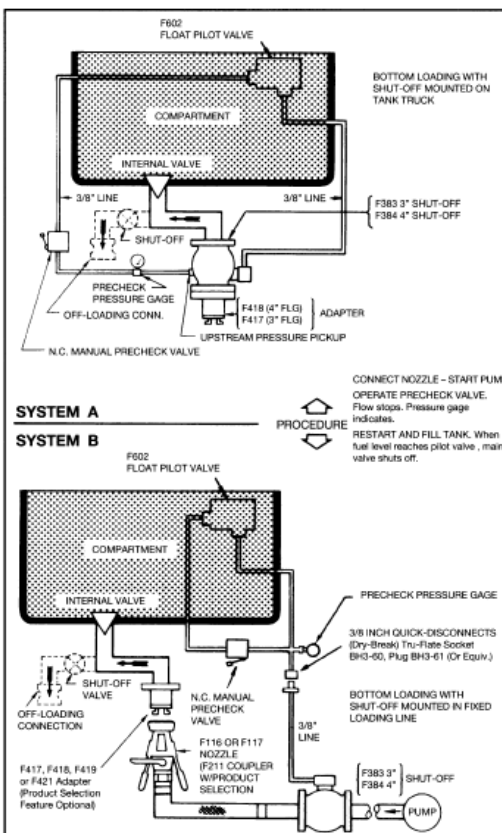 F602
FLOAT PILOT VALVE
BOTTOM LOADING WITH
SHUT-OFF MOUNTED ON
TANK TRUCK
COMPARTMENT
INTERNAL VALVE
3/8" LINE
3/8" LINE
F383 3" SHUT-OFF
F384 4" SHUT-OFF
SHUT-OFF
PRECHECK
PRESSURE GAGE
OFF-LOADING CONN.
F418 (4" FLG)
F417 (3" FLG)
ADAPTER
UPSTREAM PRESSURE PICKUP
N.C. MANUAL PRECHECK VALVE
SYSTEM A
SYSTEM B
PROCEDURE
CONNECT NOZZLE – START PUM
OPERATE PRECHECK VALVE.
Flow stops. Pressure gage
indicates.
RESTART AND FILL TANK. When
fuel level reaches pilot valve , main
valve shuts off.
F602
FLOAT PILOT VALVE
COMPARTMENT
INTERNAL VALVE
PRECHECK PRESSURE GAGE
3/8 INCH QUICK-DISCONNECTS
(Dry-Break) Tru-Flate Socket
BH3-60, Plug BH3-61 (Or Equiv.)
SHUT-OFF
VALVE
OFF-LOADING
CONNECTION
N.C. MANUAL
PRECHECK
VALVE
BOTTOM LOADING WITH
SHUT-OFF MOUNTED IN FIXED
LOADING LINE
3/8"
LINE
F417, F418, F419
or F421 Adapter
(Product Selection
Feature Optional)
F116 OR F117
NOZZLE
(F211 COUPLER
W/PRODUCT
SELECTION
F383 3"
F384 4"
SHUT-OFF
PUMP